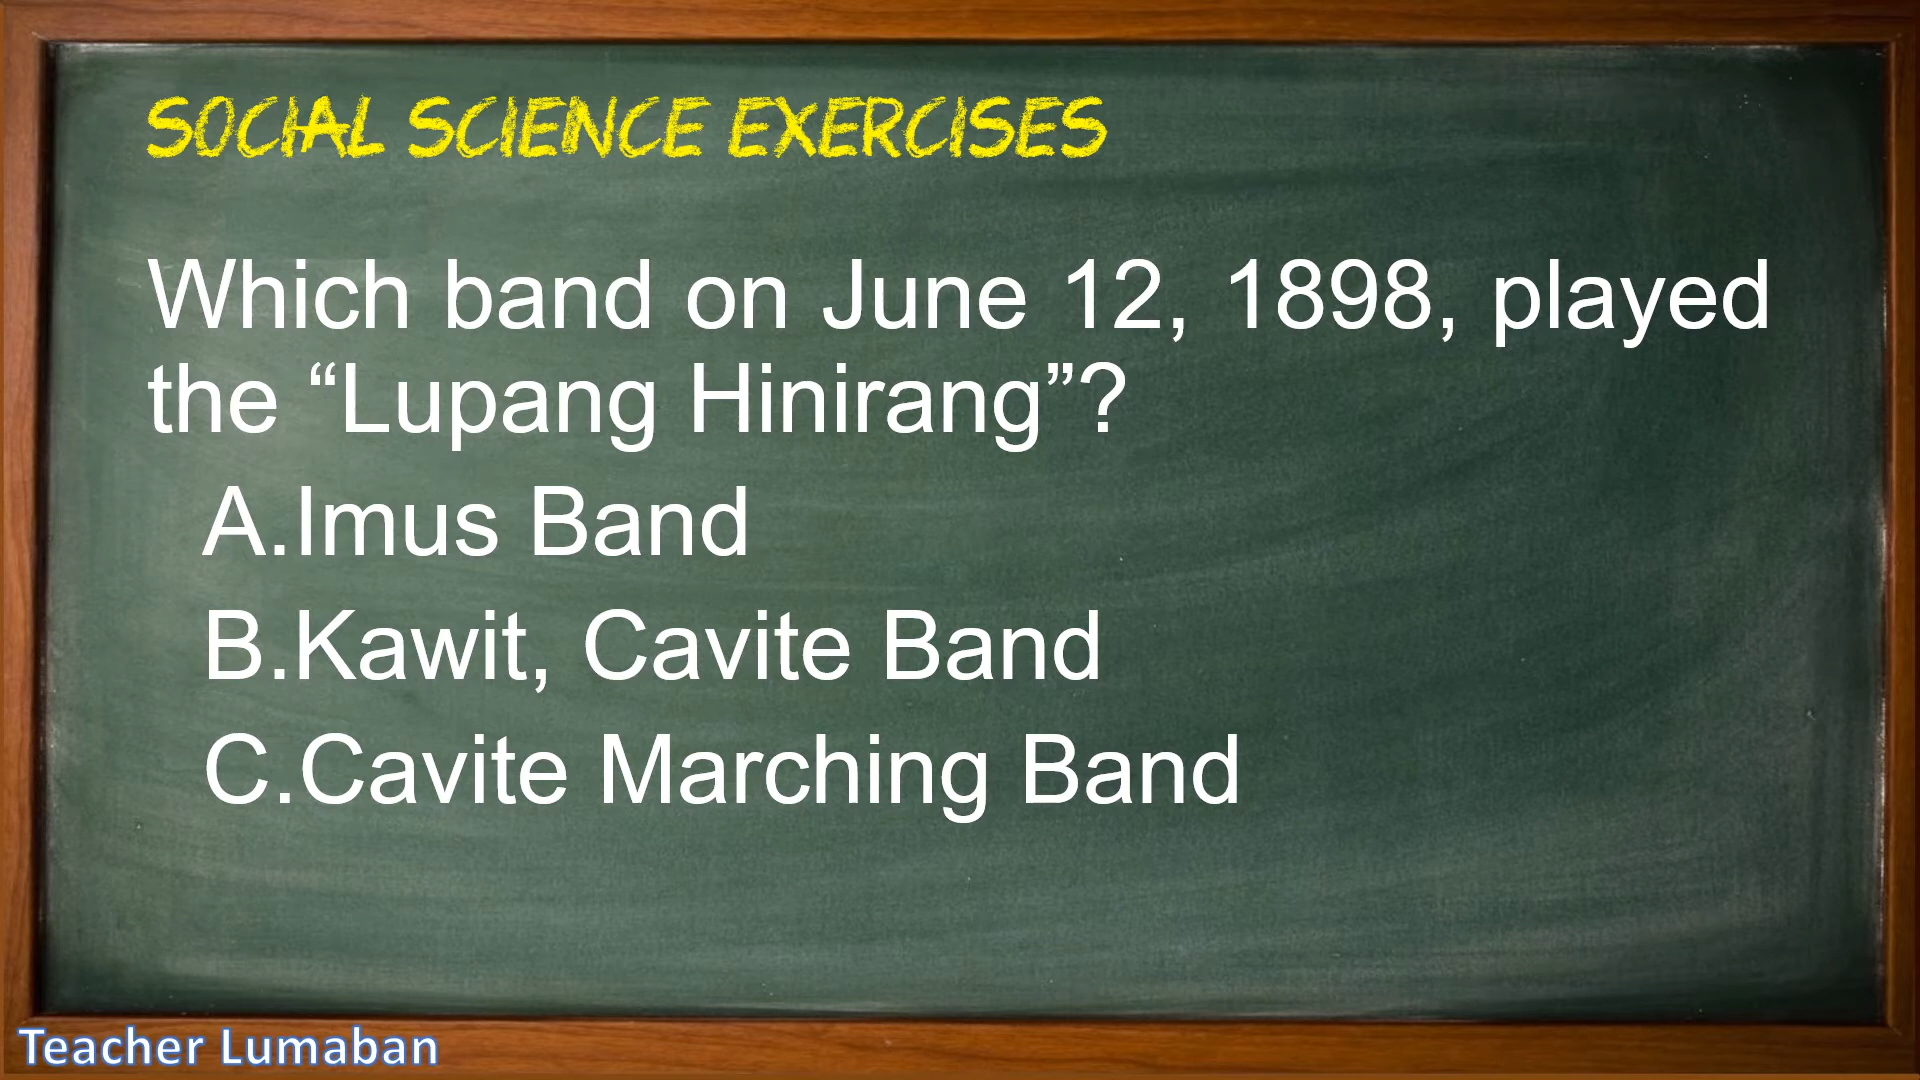 SOCIAL SCIENCE EXERCISES
Which band on June 12, 1898, played
the “Lupang Hinirang”?
A.Imus Band
B.Kawit, Cavite Band
C.Cavite Marching Band
Teacher Lumaban